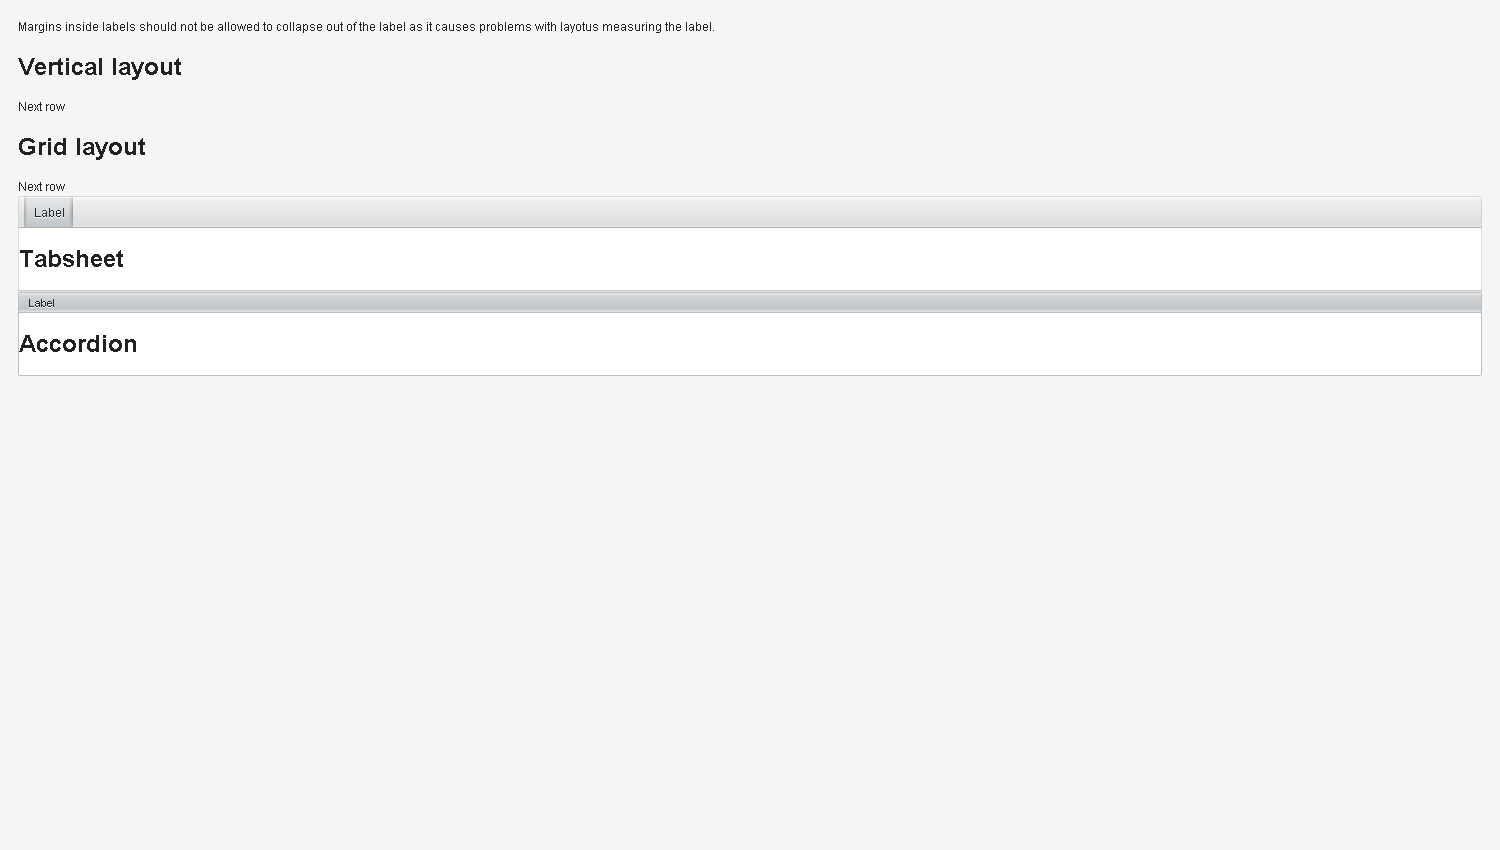 Margins inside labels should not be allowed to collapse out of the label as it causes problems with layotus measuring the label.
Vertical layout
Next row
Grid layout
Next row
Label
Tabsheet
Label
Accordion